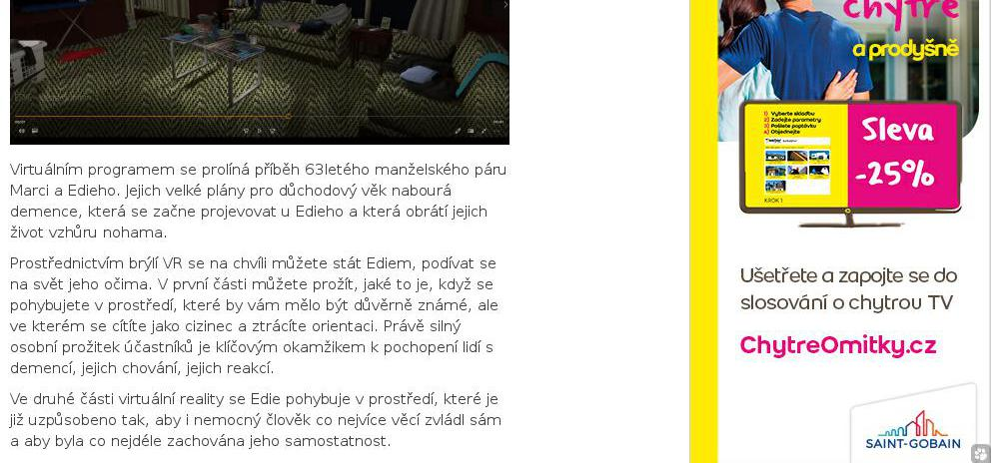 Virtuálním programem se prolíná příběh 63letého manželského páru
Marci a Edieho. Jejich velké plány pro důchodový věk nabourá
demence, která se začne projevovat u Edieho a která obrátí jejich
život vzhůru nohama.
Prostřednictvím brýlí VR se na chvíli můžete stát Ediem, podívat se
na svět jeho očima. V první části můžete prožít, jaké to je, když se
pohybujete v prostředí, které by vám mělo být důvěrně známé, ale
ve kterém se cítíte jako cizinec a ztrácíte orientaci. Právě silný
osobní prožitek účastníků je klíčovým okamžikem k pochopení lidí s
demencí, jejich chování, jejich reakcí.
Ve druhé části virtuální reality se Edie pohybuje v prostředí, které je
již uzpůsobeno tak, aby i nemocný člověk co nejvíce věcí zvládl sám
a aby byla co nejdéle zachována jeho samostatnost.
chytře
a prodyšně
1) Vyberte skladbu
2) Zadejte parametry
3) Pošlete poptávku
4) Objednejte
KROK 1
Sleva
-25%
Ušetřete a zapojte se do
slosování o chytrou TV
ChytreOmitky.cz
SAINT-GOBAIN